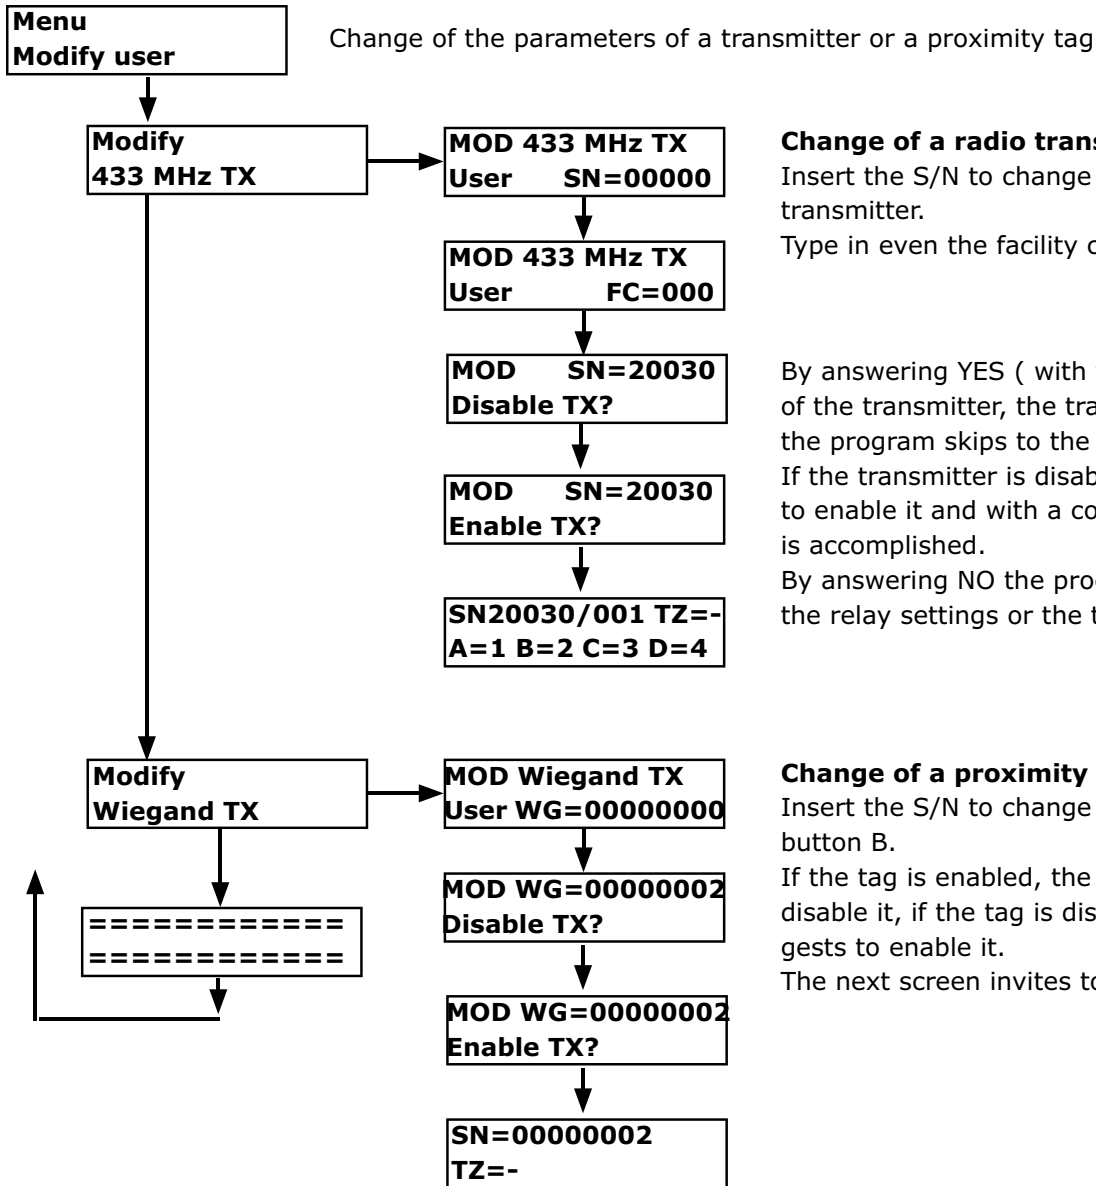 Menu
Modify user
Change of the parameters of a transmitter or a proximity tag
Modify
433 MHz TX
MOD 433 MHz TX
User SN=00000
MOD 433 MHz TX
User FC=000
MOD SN=20030
Disable TX?
MOD SN=20030
Enable TX?
SN20030/001 TZ=-
A=1 B=2 C=3 D=4
Change of a radio
Insert the S/N to change
transmitter.
Type in even the facility
By answering YES ( with
of the transmitter, the
the program skips to the
If the transmitter is
to enable it and with a
is accomplished.
By answering NO the
the relay settings or the
Modify
Wiegand TX
============
============
MOD Wiegand TX
User WG=00000000
MOD WG=00000002
Disable TX?
MOD WG=00000002
Enable TX?
SN=00000002
TZ=-
Change of a proximity
Insert the S/N to change
button B.
If the tag is enabled, the
disable it, if the tag is
gests to enable it.
The next screen invites to